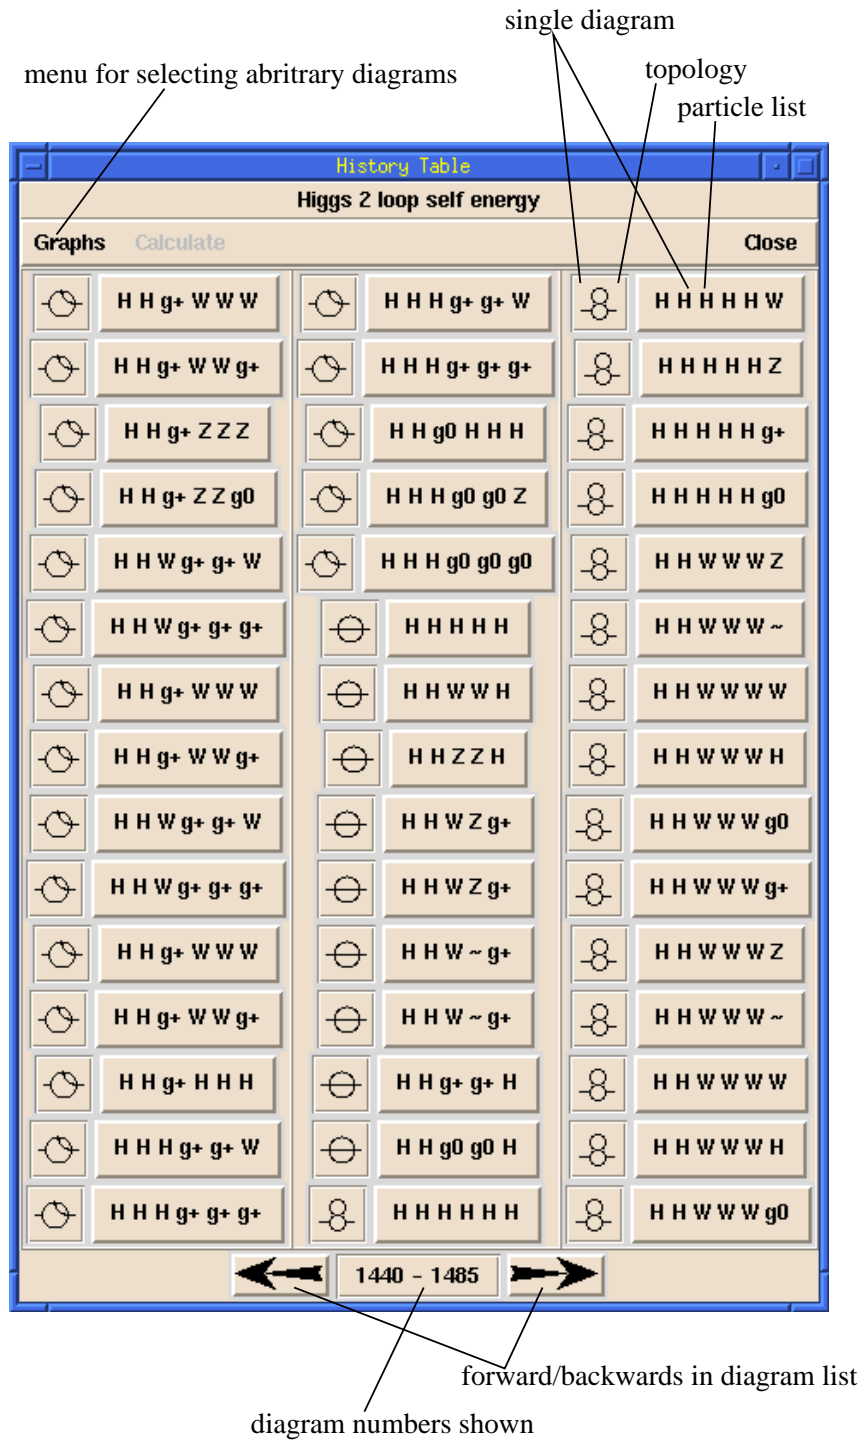 single diagram
menu for selecting abritrary diagrams
topology
particle list
History Table
Higgs 2 loop self energy
Graphs Calculate Close
H H g+ W W W
H H g+ W W g+
H H g+ Z Z Z
H H g+ Z Z g0
H H W g+ g+ W
H H W g+ g+ g+
H H g+ W W W
H H g+ W W g+
H H W g+ g+ W
H H W g+ g+ g+
H H g+ W W W
H H g+ W W g+
H H g+ H H H
H H H g+ g+ W
H H H g+ g+ g+
H H H g+ g+ W
H H H g+ g+ g+
H H g0 H H H
H H H g0 g0 Z
H H H g0 g0 g0
H H H H H
H H W W H
H H Z Z H
H H W Z g+
H H W Z g+
H H W ~ g+
H H W ~ g+
H H g+ g+ H
H H g0 g0 H
H H H H H H
H H H H H W
H H H H H Z
H H H H H g+
H H H H H g0
H H W W W Z
H H W W W ~
H H W W W W
H H W W W H
H H W W W g0
H H W W W g+
H H W W W Z
H H W W W ~
H H W W W W
H H W W W H
H H W W W g0
1440 - 1485
forward/backwards in diagram list
diagram numbers shown